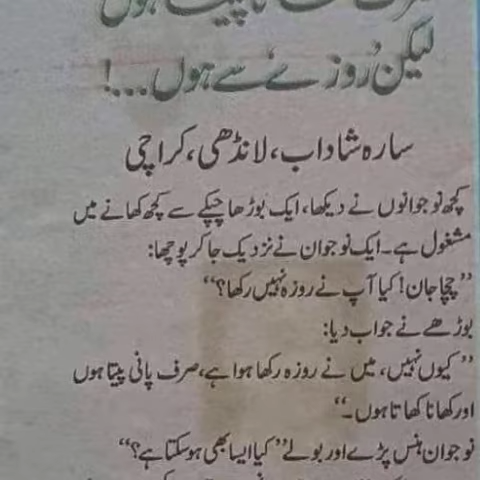 لیکن ’روزے‘ سے ہوں...!
سارہ شاداب، لانڈھی، کراچی
کچھ نوجوانوں نے دیکھا، ایک بوڑھا چپکے سے کچھ کھانے میں
مشغول ہے۔ ایک نوجوان نے نزدیک جا کر پوچھا:
’’چچا جان! کیا آپ نے روزہ نہیں رکھا؟‘‘
بوڑھے نے جواب دیا:
’’کیوں نہیں، میں نے روزہ رکھا ہوا ہے، صرف پانی پیتا ہوں
اور کھانا کھاتا ہوں۔‘‘
نوجوان ہنس پڑے اور بولے ’’کیا ایسا بھی ہو سکتا ہے؟‘‘